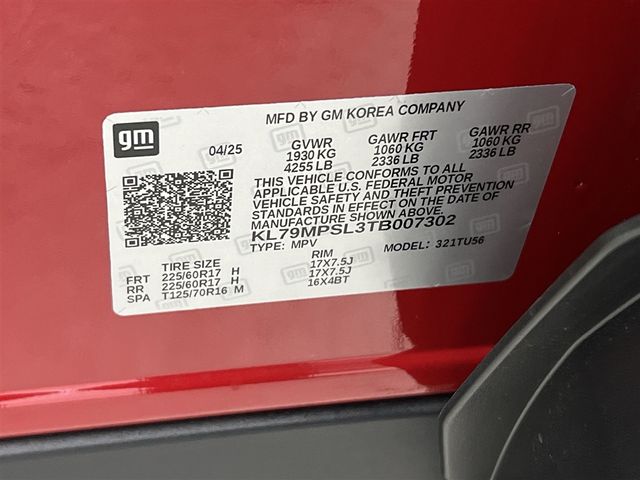 MFD BY GM KOREA COMPANY
gm
04/25 GVWR GAWR FRT GAWR RR
1930 KG 1060 KG 1060 KG
4255 LB 2336 LB 2336 LB
THIS VEHICLE CONFORMS TO ALL
APPLICABLE U.S. FEDERAL MOTOR
VEHICLE SAFETY AND THEFT PREVENTION
STANDARDS IN EFFECT ON THE DATE OF
MANUFACTURE SHOWN ABOVE.
KL79MPSL3TB007302
TYPE: MPV MODEL: 321TU56
TIRE SIZE RIM
FRT 225/60R17 H 17X7.5J
RR 225/60R17 H 17X7.5J
SPA T125/70R16 M 16X4BT